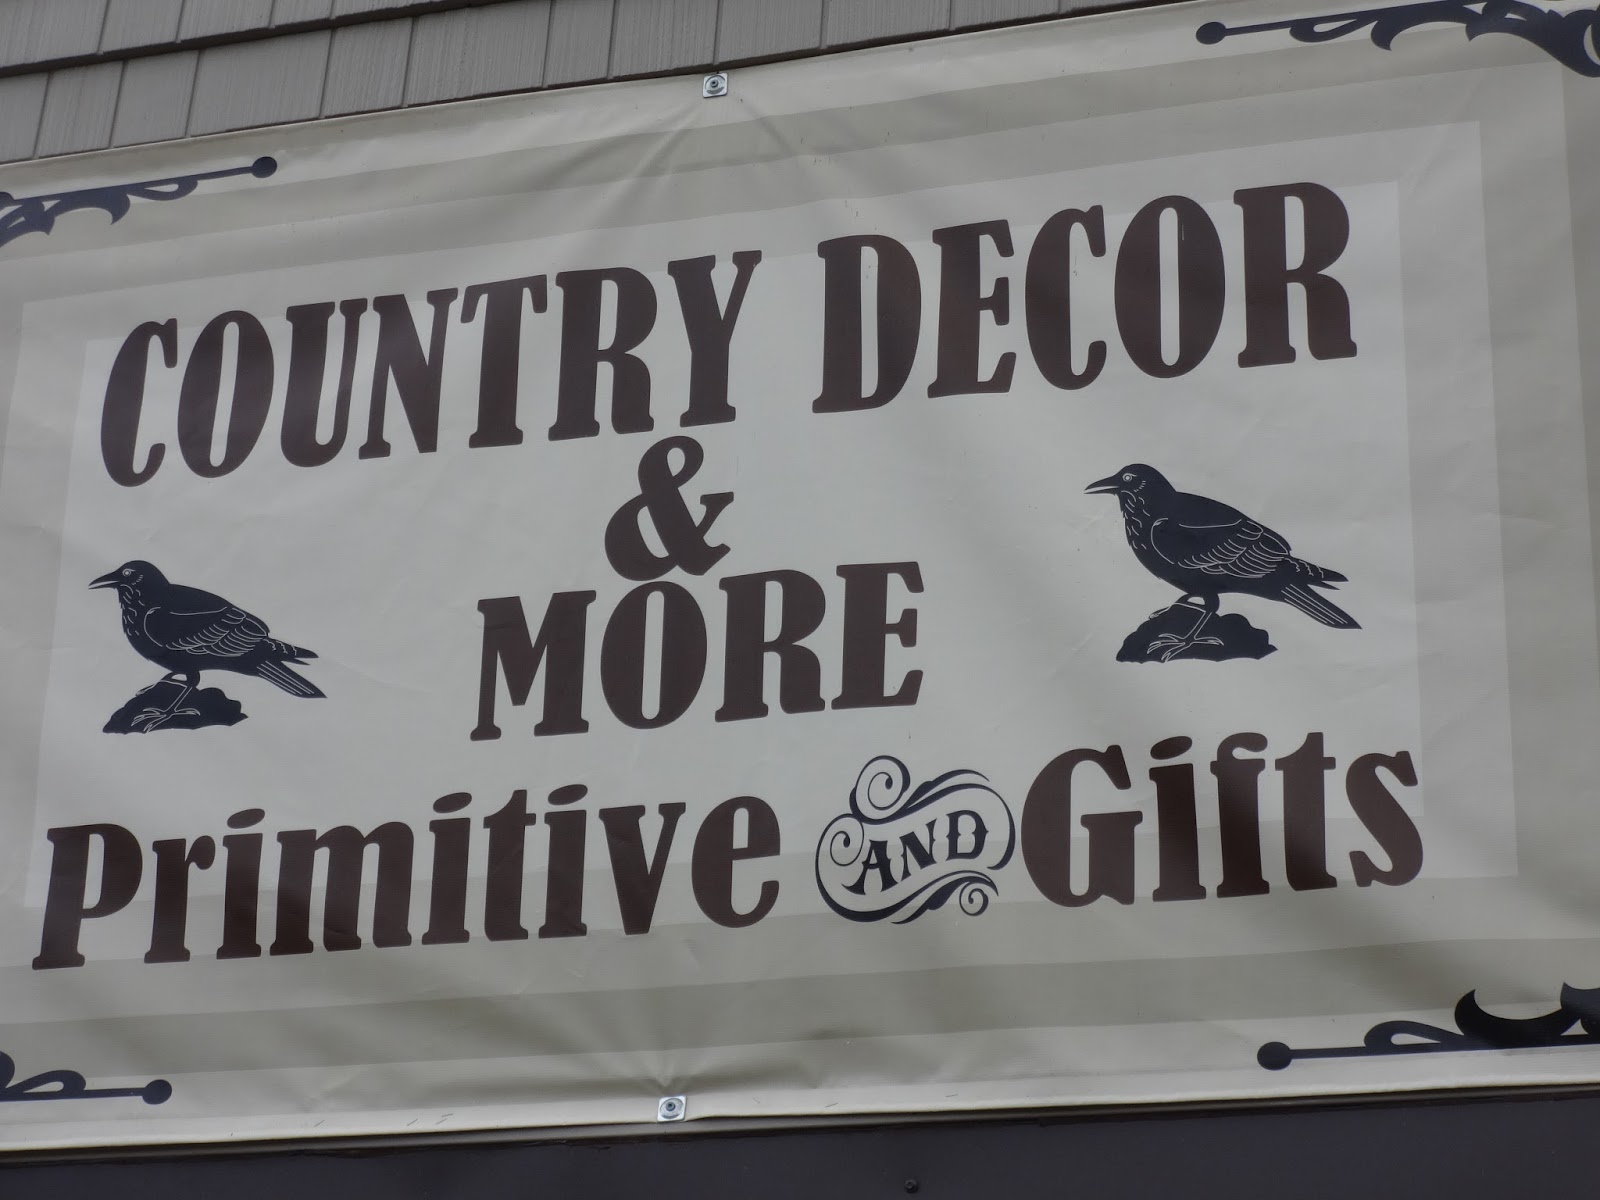 COUNTRY DECOR
&
MORE
Primitive AND Gifts